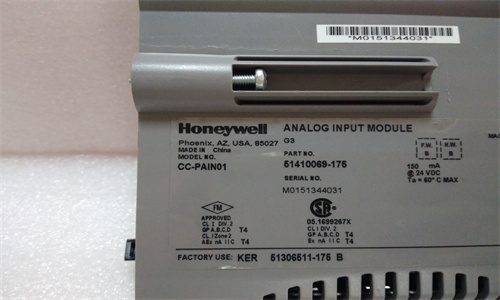 "M0151344031"
Honeywell
Phoenix, AZ, USA, 85027
MADE IN China
MODEL NO.
CC-PAIN01
ANALOG INPUT MODULE
G3
PART NO.
51410069-175
SERIAL NO.
M0151344031
F.W.
B
H.W.
B
150 mA
@ 24 VDC
Ta = 60° C MAX
FM
APPROVED
CL I DIV. 2
GP A,B,C,D T4
CL. I Zone 2
AEx nA II C T4
05.1699267X
CL I DIV. 2
GP A,B,C,D T4
Ex nA II C T4
FACTORY USE: KER 51306511-175 B